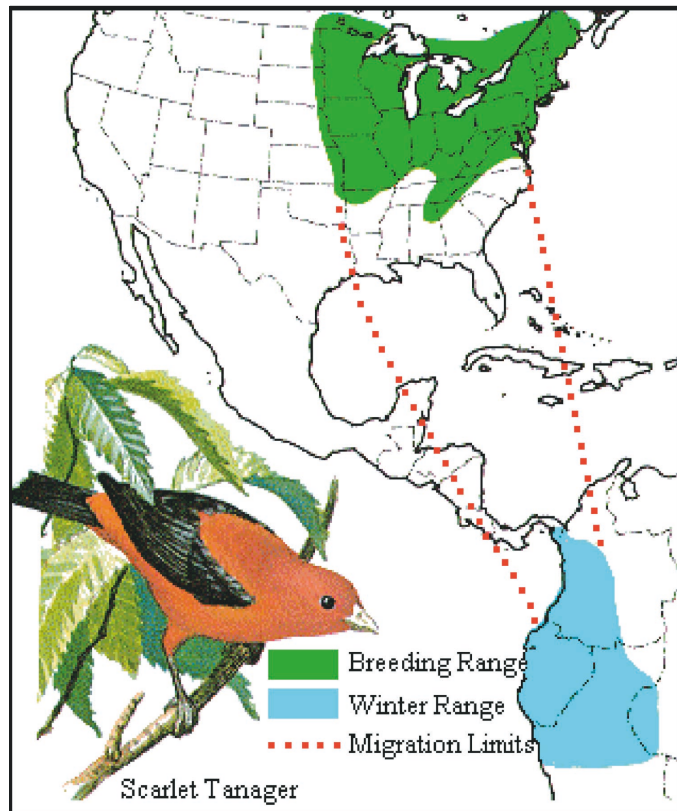 Breeding Range
Winter Range
Migration Limits
Scarlet Tanager